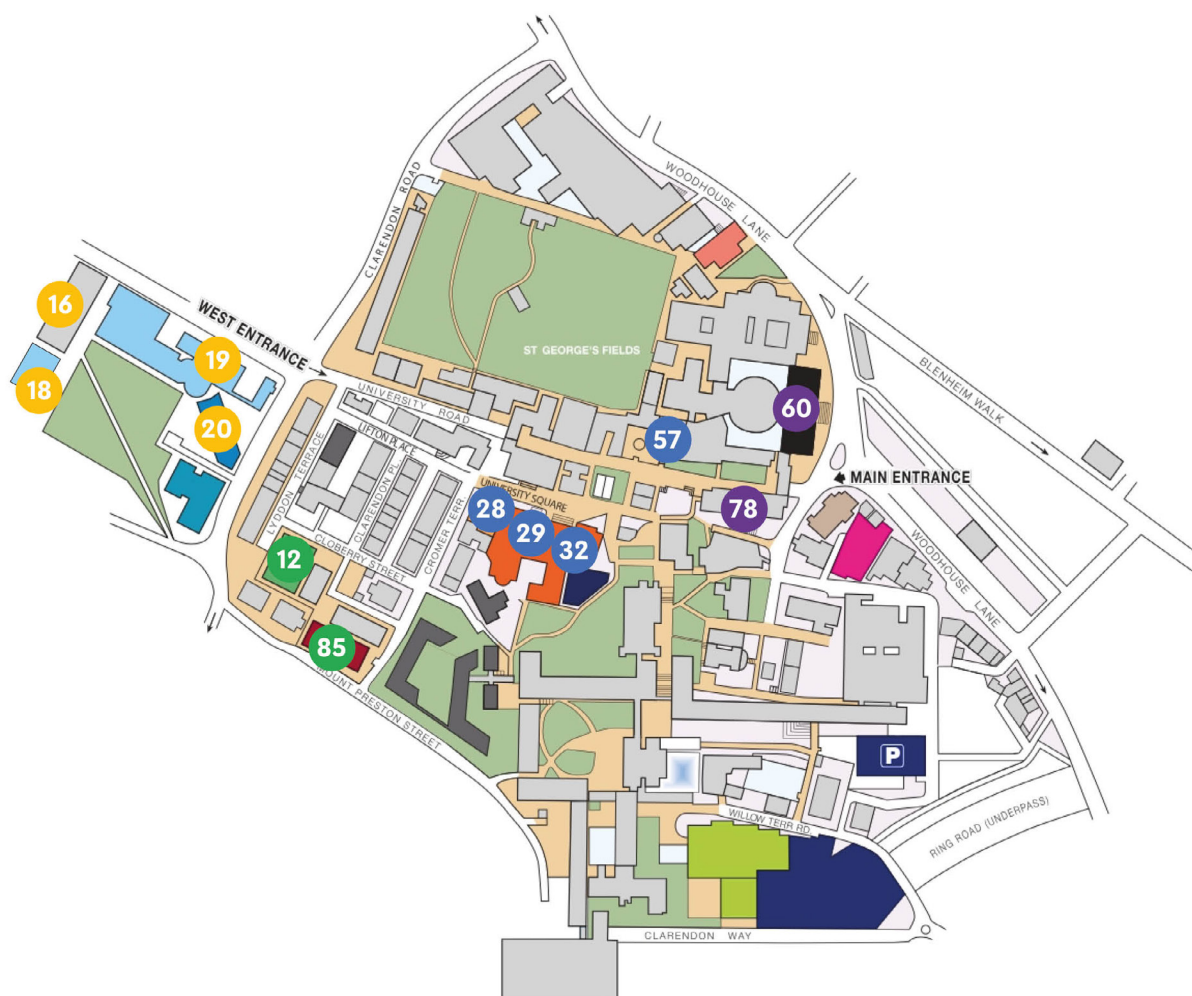 WOODHOUSE LANE
CLARENDON ROAD
16
WEST ENTRANCE
19
18
20
ST GEORGE'S FIELDS
BLENHEIM WALK
UNIVERSITY ROAD
60
57
LIFTON PLACE
MAIN ENTRANCE
LYDDON TERRACE
CLARENDON PL.
UNIVERSITY SQUARE
28
29
32
78
CROMER TERR.
CLOBERRY STREET
12
WOODHOUSE LANE
85
MOUNT PRESTON STREET
P
WILLOW TERR RD.
RING ROAD (UNDERPASS)
CLARENDON WAY